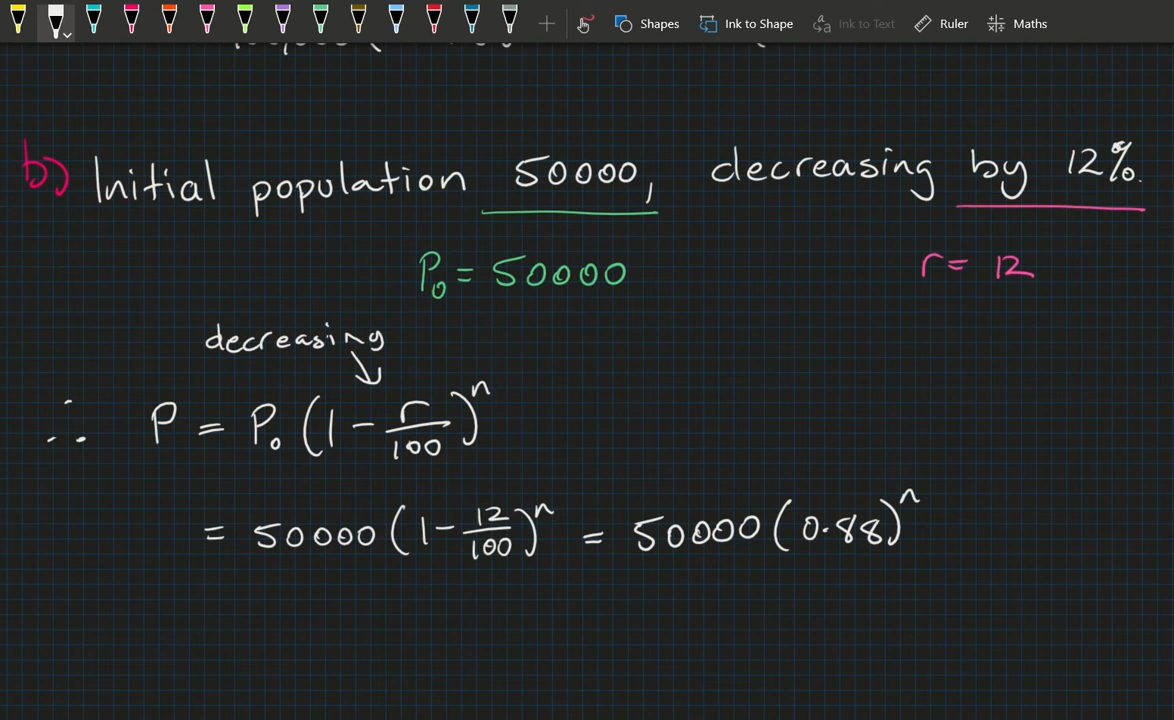 Shapes Ink to Shape Ink to Text Ruler Maths
b) Initial population 50000, decreasing by 12%.
P₀ = 50000 r = 12
decreasing
∴ P = P₀ (1 - r/100)ⁿ
= 50000 (1 - 12/100)ⁿ = 50000 (0.88)ⁿ